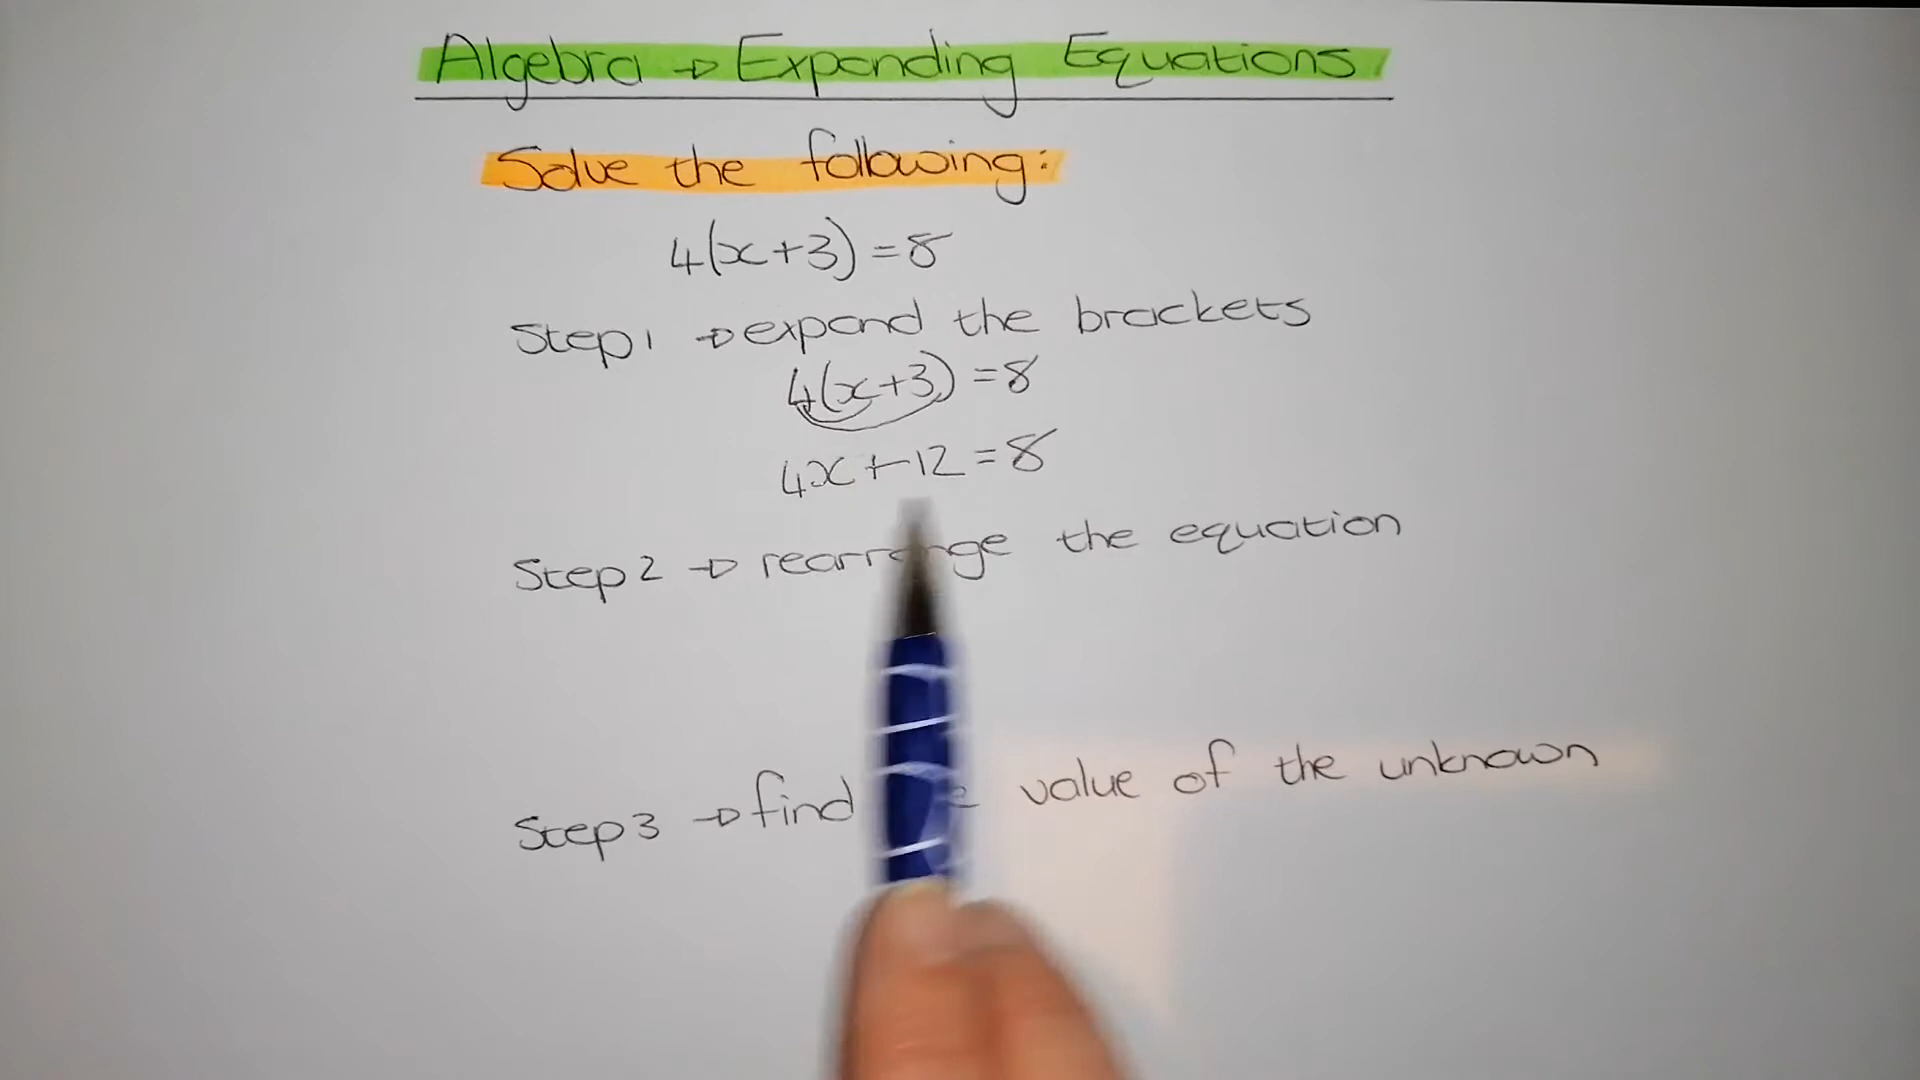 Algebra → Expanding Equations
Solve the following:
4(x+3)=8
Step 1 → expand the brackets
4(x+3)=8
4x+12=8
Step 2 → rearrange the equation
Step 3 → find value of the unknown